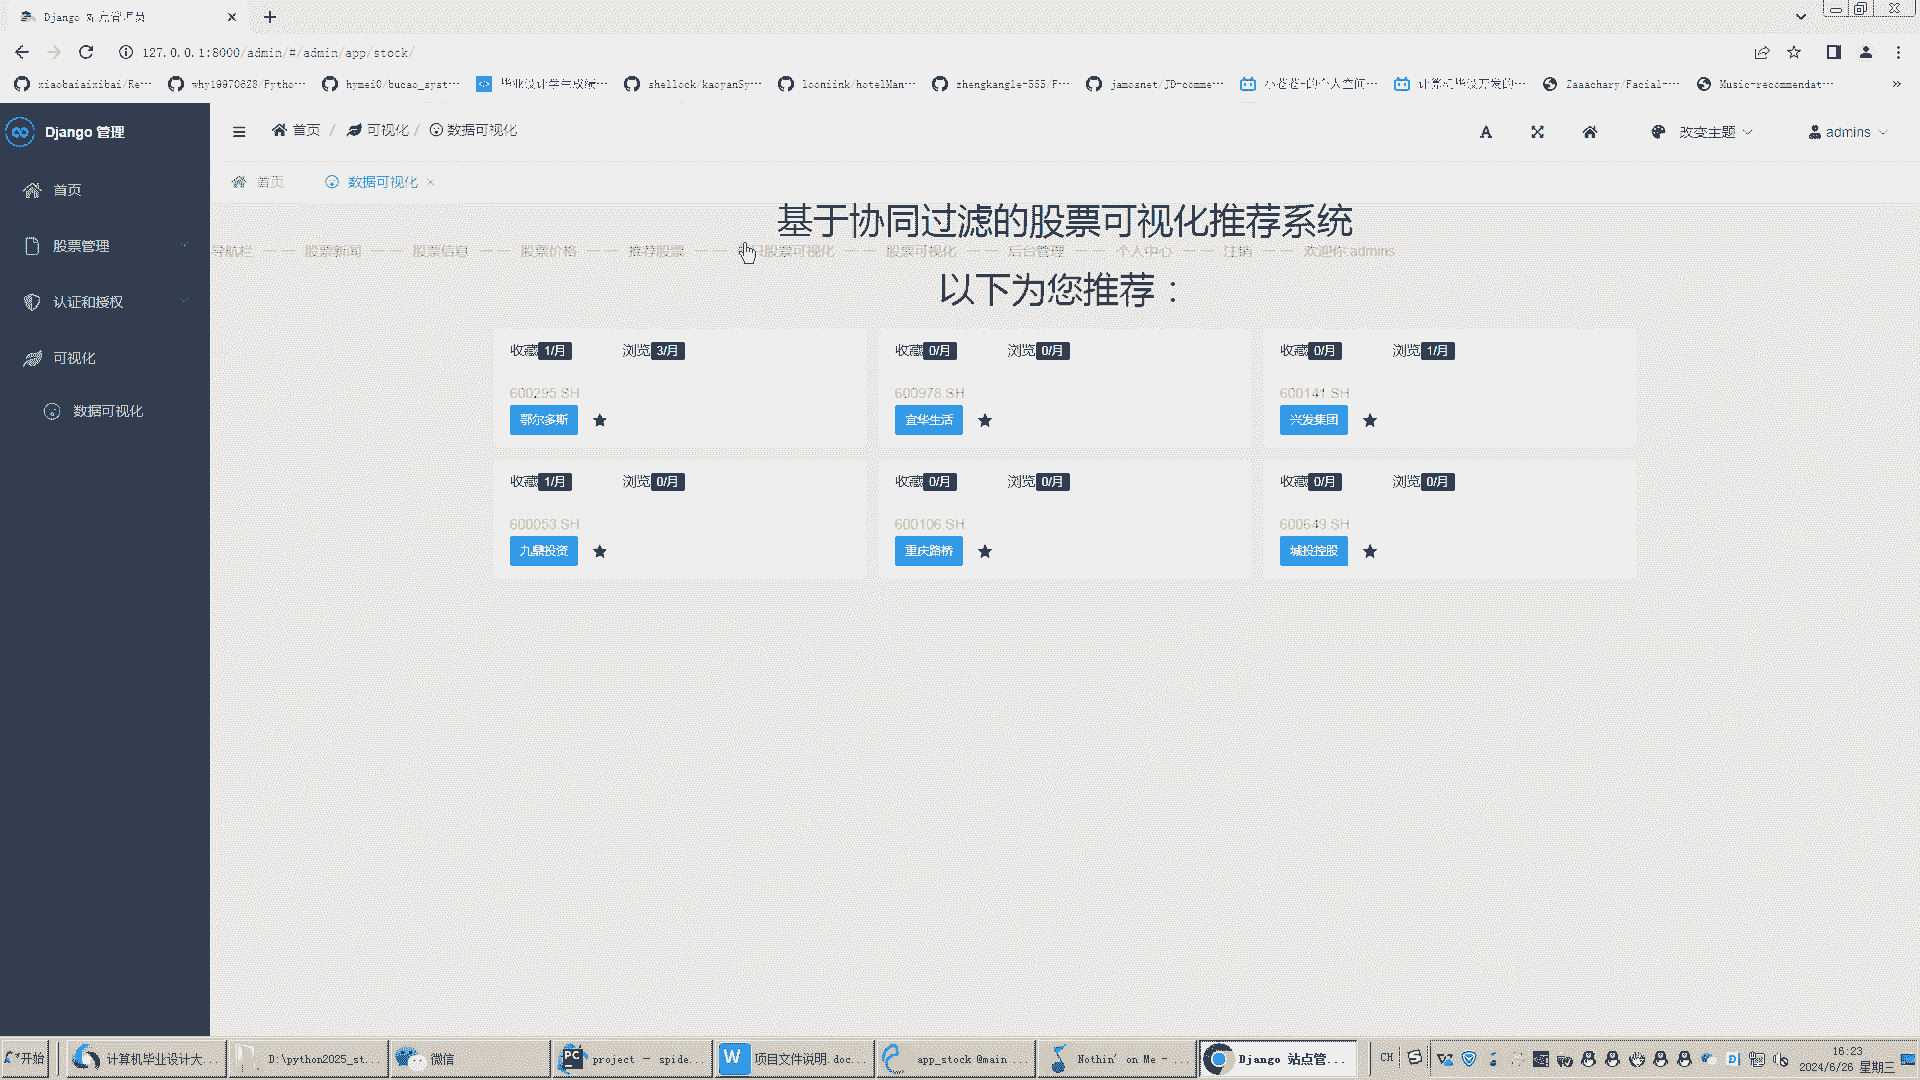 Django 站点管理员
127.0.0.1:8000/admin/#/admin/app/stock/
xiaobaiaixibai/Re… why19970628/Pytho… hymei0/bucao_syst… 毕业设计学生成绩… shellock/kaoyanSy… looniink/hotelMan… zhengkangle-555/F… jamosnet/JD-comme… 小苍苍-的个人空间… 计算机毕设开发的… Zaaachary/Facial-… Music-recommendat… »
Django 管理
首页 / 可视化 / 数据可视化
A 改变主题 admins
首页
股票管理
认证和授权
可视化
数据可视化
首页 数据可视化 ×
基于协同过滤的股票可视化推荐系统
导航栏 —— 股票新闻 —— 股票信息 —— 股票价格 —— 推荐股票 —— 股票可视化 —— 股票可视化 —— 后台管理 —— 个人中心 —— 注销 —— 欢迎你:admins
以下为您推荐：
收藏1/月 浏览3/月
600295.SH
鄂尔多斯 ★
收藏0/月 浏览0/月
600978.SH
宜华生活 ★
收藏0/月 浏览1/月
600141.SH
兴发集团 ★
收藏1/月 浏览0/月
600053.SH
九鼎投资 ★
收藏0/月 浏览0/月
600106.SH
重庆路桥 ★
收藏0/月 浏览0/月
600649.SH
城投控股 ★
开始 计算机毕业设计大... D:\python2025_st... 微信 project – spide... 项目文件说明.doc... app_stock @main ... Nothin' on Me - ... Django 站点管... CH
16:23
2024/6/26 星期三